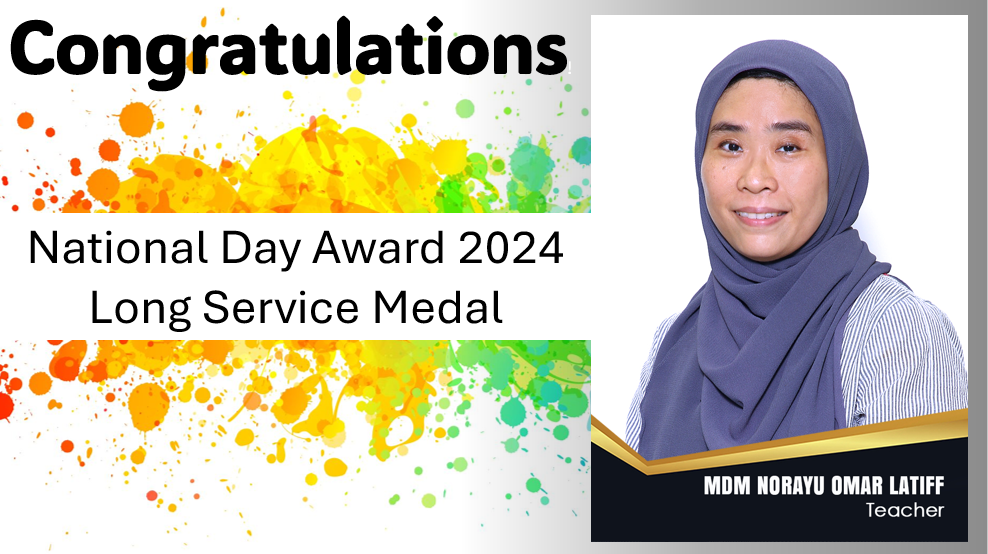 Congratulations
National Day Award 2024
Long Service Medal
MDM NORAYU OMAR LATIFF
Teacher